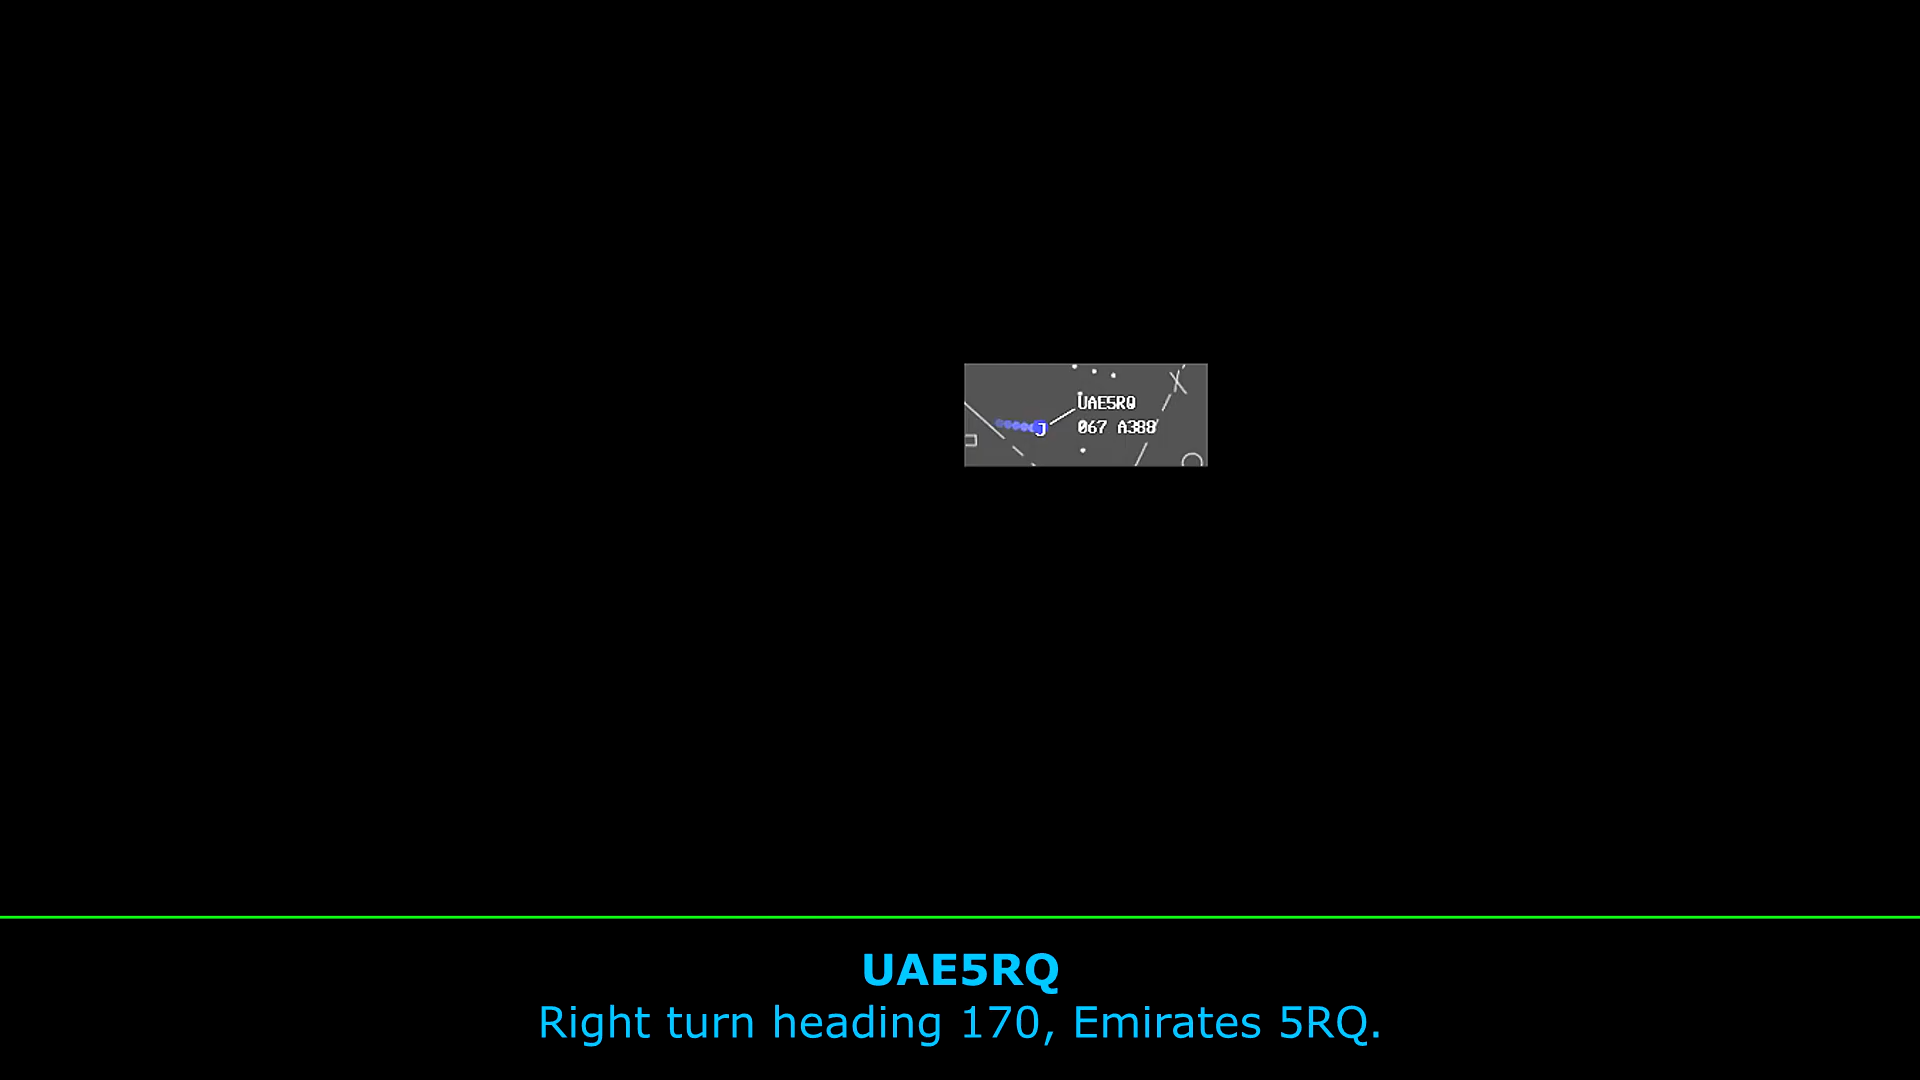 UAE5RQ
J
067 A388
UAE5RQ
Right turn heading 170, Emirates 5RQ.